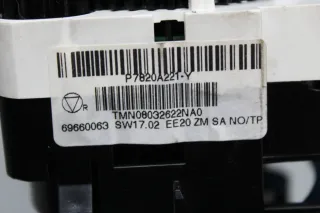 P7820A221-Y
R
TMN08032622NA0
69660063 SW17.02 EE20 ZM SA NO/TP